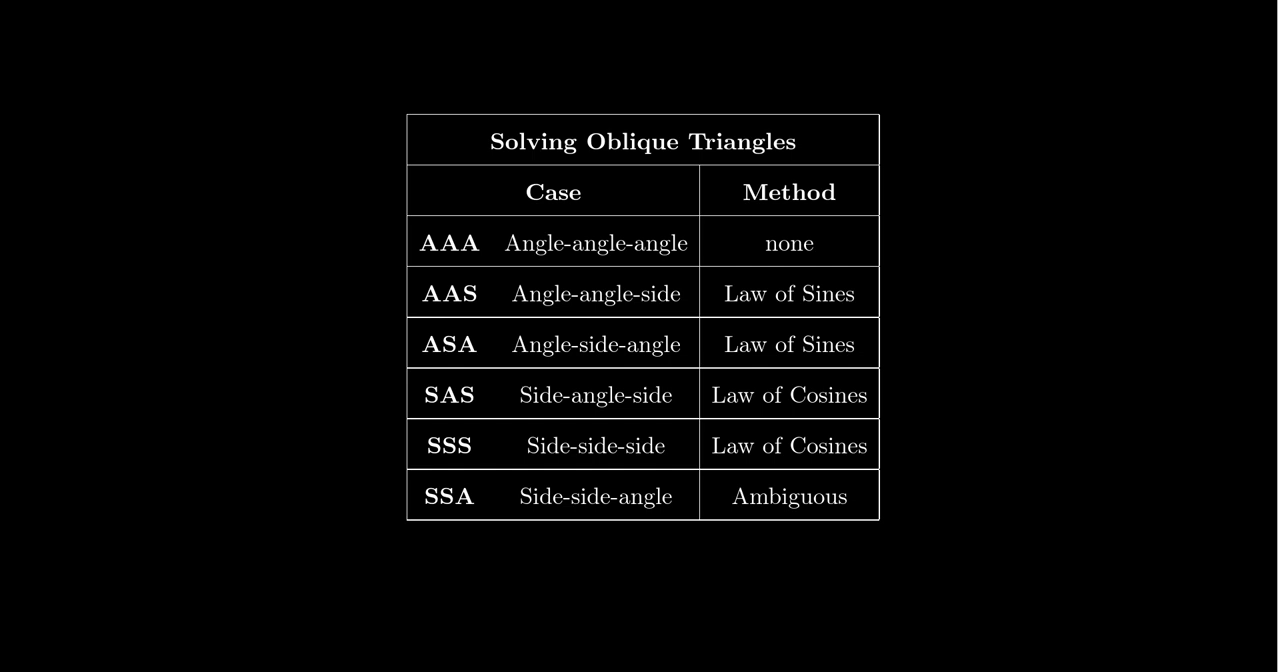 Solving Oblique Triangles
Case Method
AAA Angle-angle-angle none
AAS Angle-angle-side Law of Sines
ASA Angle-side-angle Law of Sines
SAS Side-angle-side Law of Cosines
SSS Side-side-side Law of Cosines
SSA Side-side-angle Ambiguous